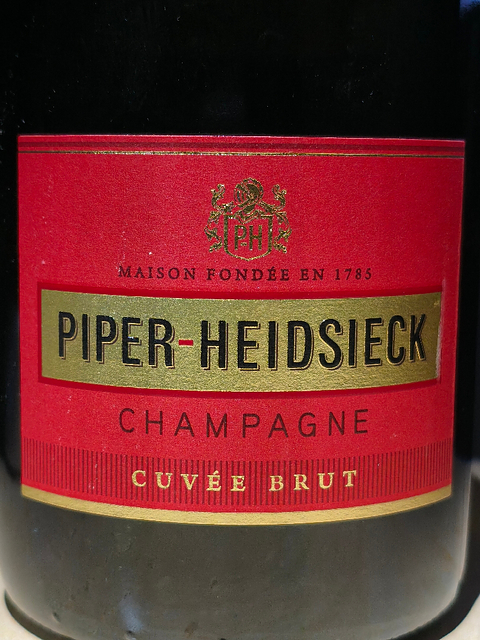 PH
MAISON FONDÉE EN 1785
PIPER-HEIDSIECK
CHAMPAGNE
CUVÉE BRUT